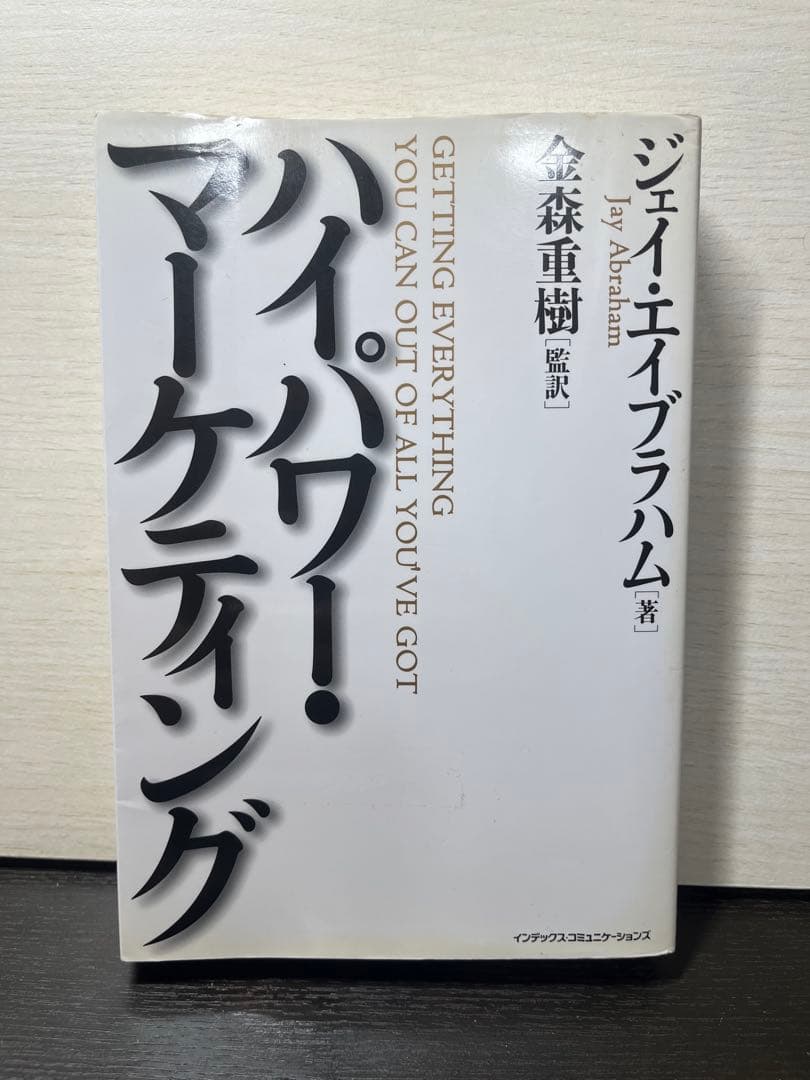 ジェイ・エイブラハム[著]
Jay Abraham
金森重樹[監訳]
GETTING EVERYTHING
YOU CAN OUT OF ALL YOU'VE GOT
ハイパワー・
マーケティング
インデックス・コミュニケーションズ